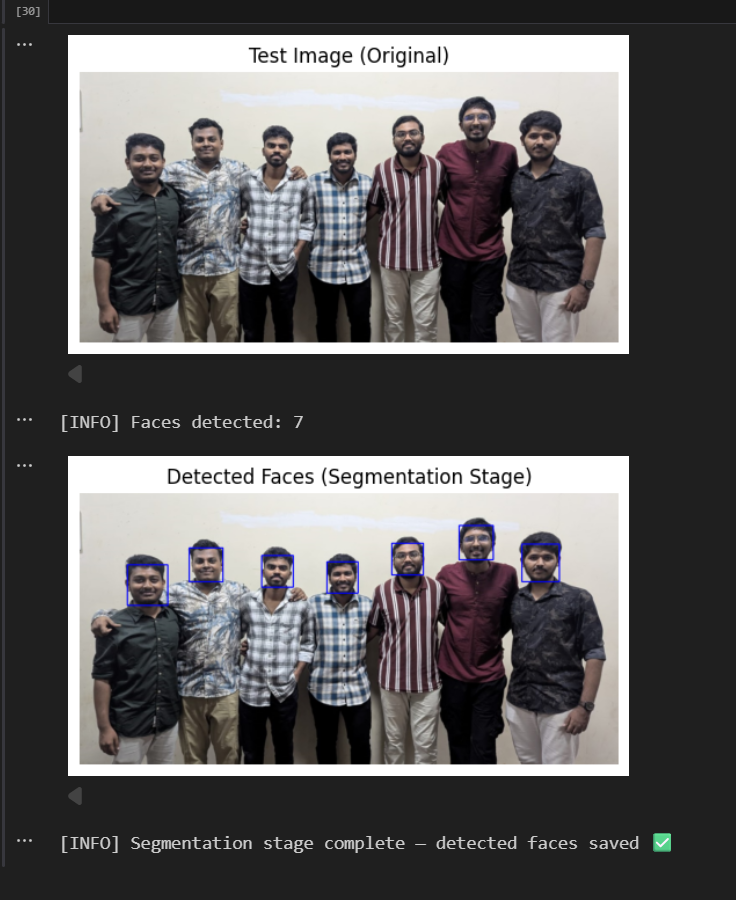 [30]
...
Test Image (Original)
...
[INFO] Faces detected: 7
...
Detected Faces (Segmentation Stage)
...
[INFO] Segmentation stage complete — detected faces saved ✅